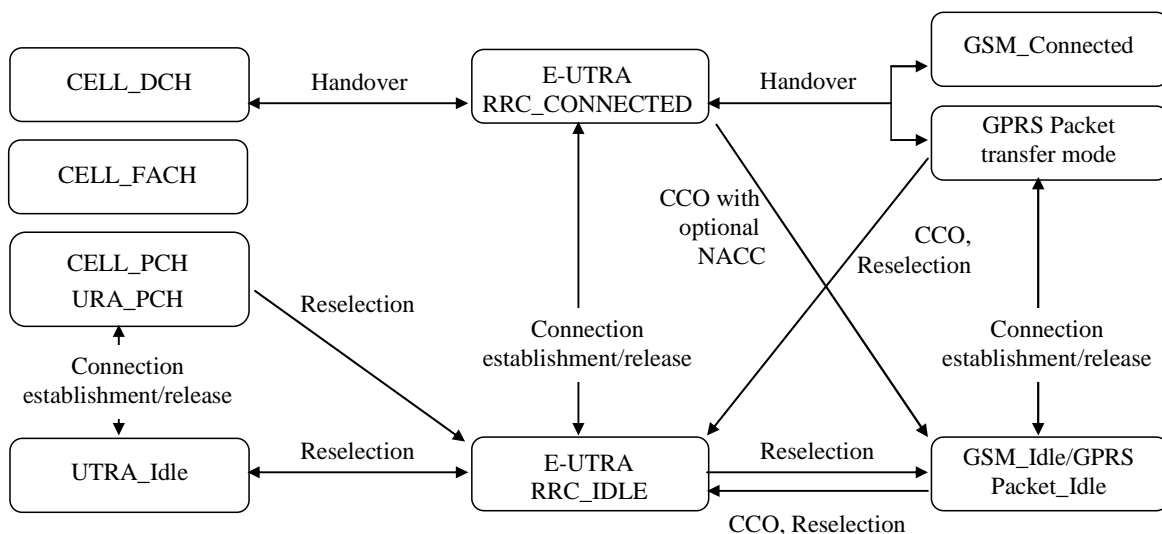 GSM_Connected
CELL_DCH
Handover
E-UTRA
RRC_CONNECTED
Handover
GPRS Packet
transfer mode
CELL_FACH
CCO with
optional
NACC
CCO,
Reselection
CELL_PCH
URA_PCH
Reselection
Connection
establishment/release
Connection
establishment/release
Connection
establishment/release
UTRA_Idle
Reselection
E-UTRA
RRC_IDLE
Reselection
GSM_Idle/GPRS
Packet_Idle
CCO, Reselection